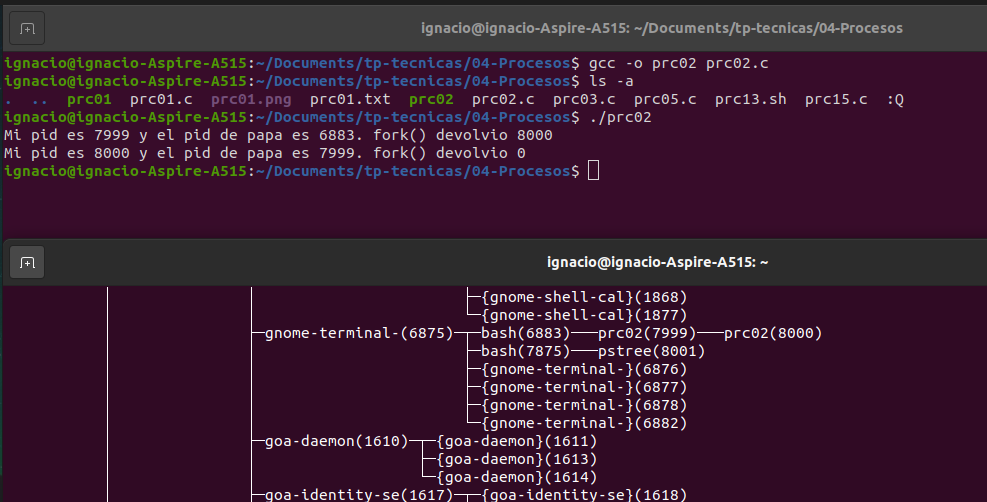 ignacio@ignacio-Aspire-A515: ~/Documents/tp-tecnicas/04-Procesos
ignacio@ignacio-Aspire-A515:~/Documents/tp-tecnicas/04-Procesos$ gcc -o prc02 prc02.c
ignacio@ignacio-Aspire-A515:~/Documents/tp-tecnicas/04-Procesos$ ls -a
.  ..  prc01  prc01.c  prc01.png  prc01.txt  prc02  prc02.c  prc03.c  prc05.c  prc13.sh  prc15.c  :Q
ignacio@ignacio-Aspire-A515:~/Documents/tp-tecnicas/04-Procesos$ ./prc02
Mi pid es 7999 y el pid de papa es 6883. fork() devolvio 8000
Mi pid es 8000 y el pid de papa es 7999. fork() devolvio 0
ignacio@ignacio-Aspire-A515:~/Documents/tp-tecnicas/04-Procesos$
ignacio@ignacio-Aspire-A515: ~
├─{gnome-shell-cal}(1868)
└─{gnome-shell-cal}(1877)
├─gnome-terminal-(6875)─┬─bash(6883)───prc02(7999)───prc02(8000)
├─bash(7875)───pstree(8001)
├─{gnome-terminal-}(6876)
├─{gnome-terminal-}(6877)
├─{gnome-terminal-}(6878)
└─{gnome-terminal-}(6882)
├─goa-daemon(1610)─┬─{goa-daemon}(1611)
├─{goa-daemon}(1613)
└─{goa-daemon}(1614)
├─goa-identity-se(1617)─┬─{goa-identity-se}(1618)